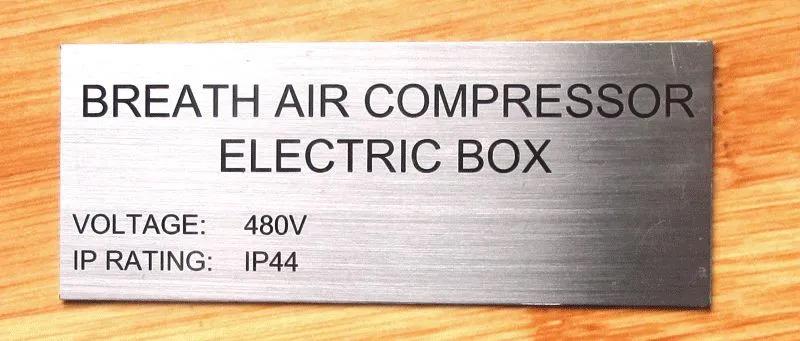 BREATH AIR COMPRESSOR
ELECTRIC BOX
VOLTAGE: 480V
IP RATING: IP44